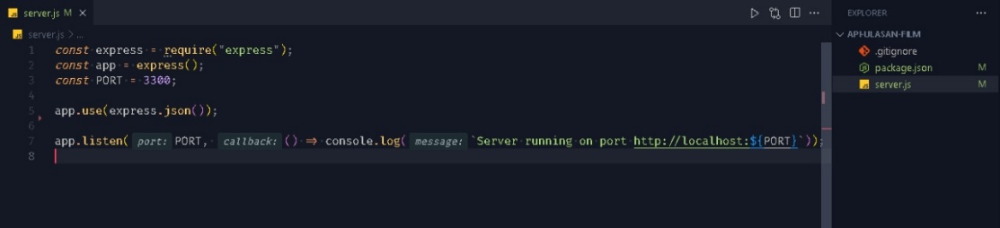 server.js M ×
server.js > ...
1 const express = require("express");
2 const app = express();
3 const PORT = 3300;
4
5 app.use(express.json());
6
7 app.listen( port: PORT, callback: () => console.log( message: `Server running on port http://localhost:${PORT}`));
8
EXPLORER ...
API-ULASAN-FILM
.gitignore
package.json M
server.js M